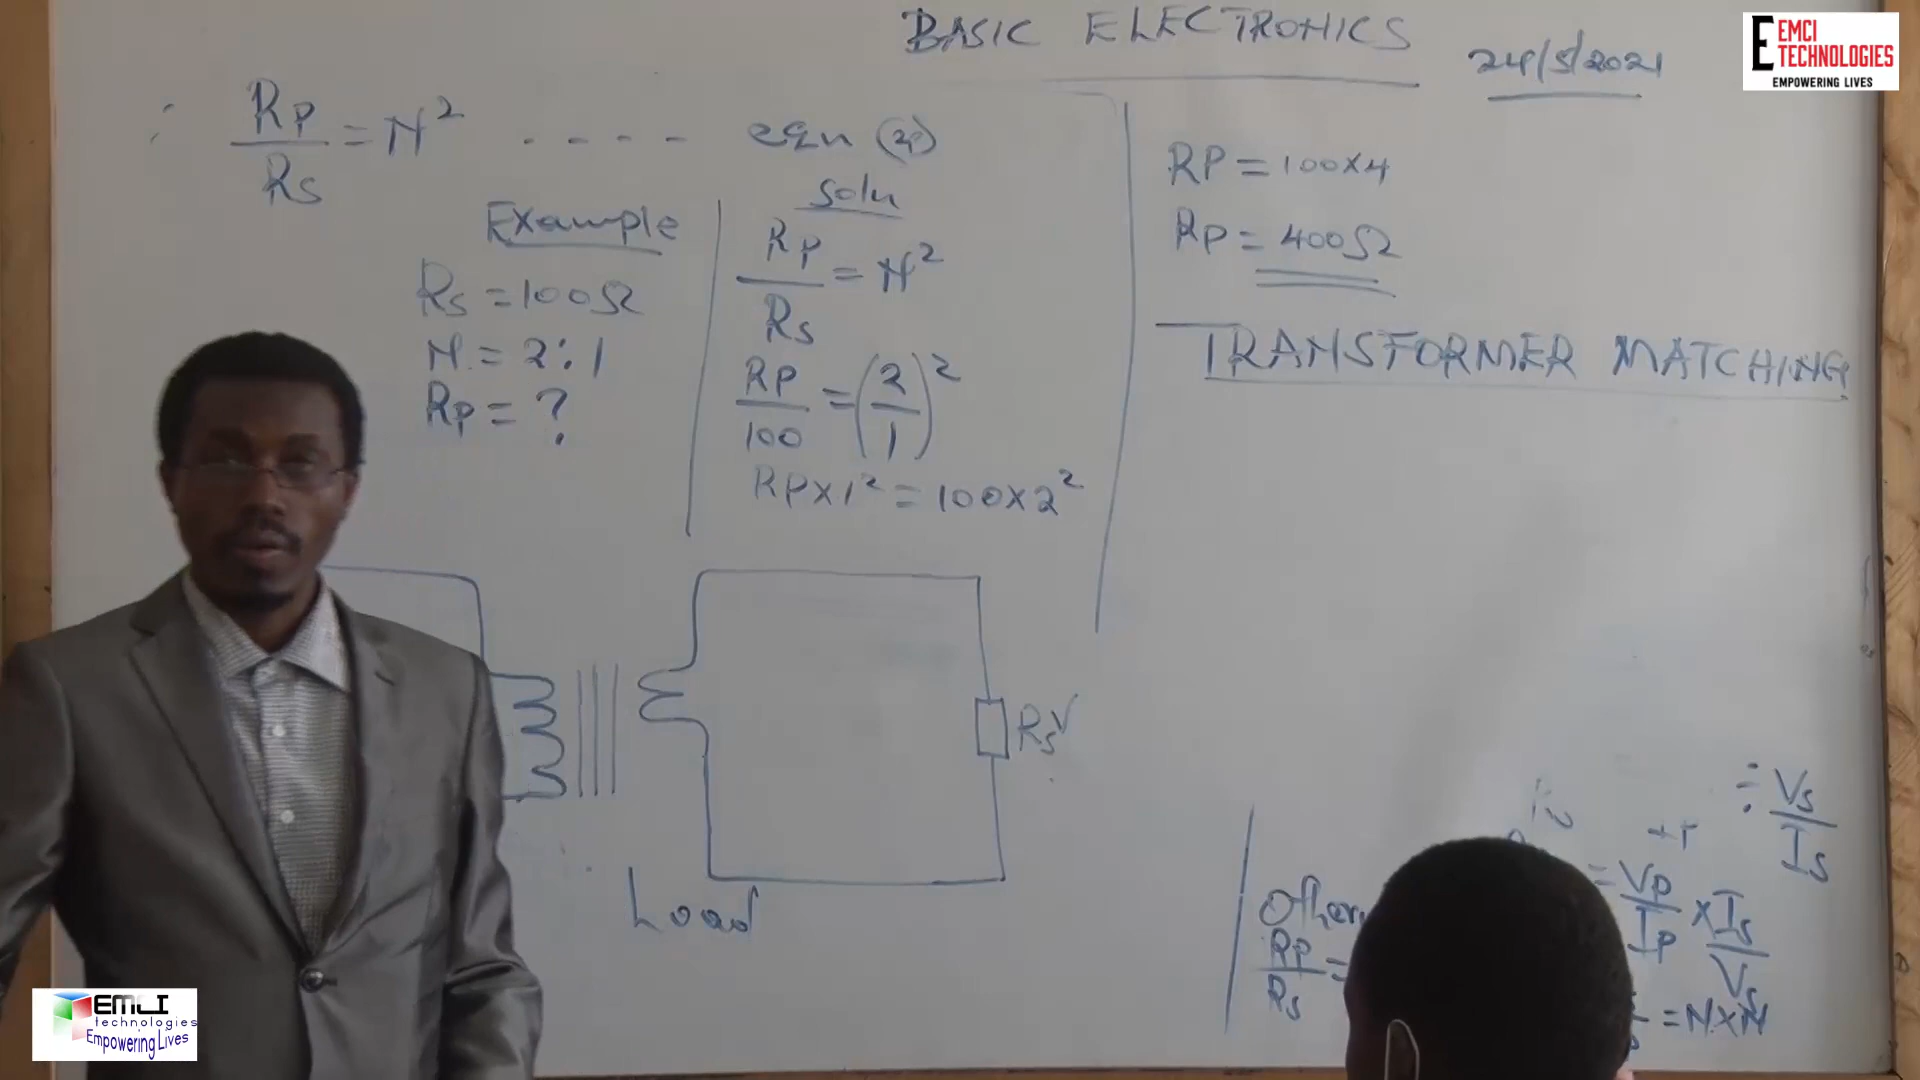 BASIC ELECTRONICS
24/5/2021
E EMCI
TECHNOLOGIES
EMPOWERING LIVES
∴ Rp/Rs = N² - - - - eqn
Example
Rs = 100Ω
N = 2:1
Rp = ?
Soln
Rp/Rs = N²
RP/100 = (2/1)²
RP x 1² = 100 x 2²
RP = 100 x 4
Rp = 400Ω
TRANSFORMER MATCHING
Rs
Load
÷ Vs/Is
Rp/Rs =
= Vp/Ip x Is/Vs
= N x N
EMCI
technologies
Empowering Lives